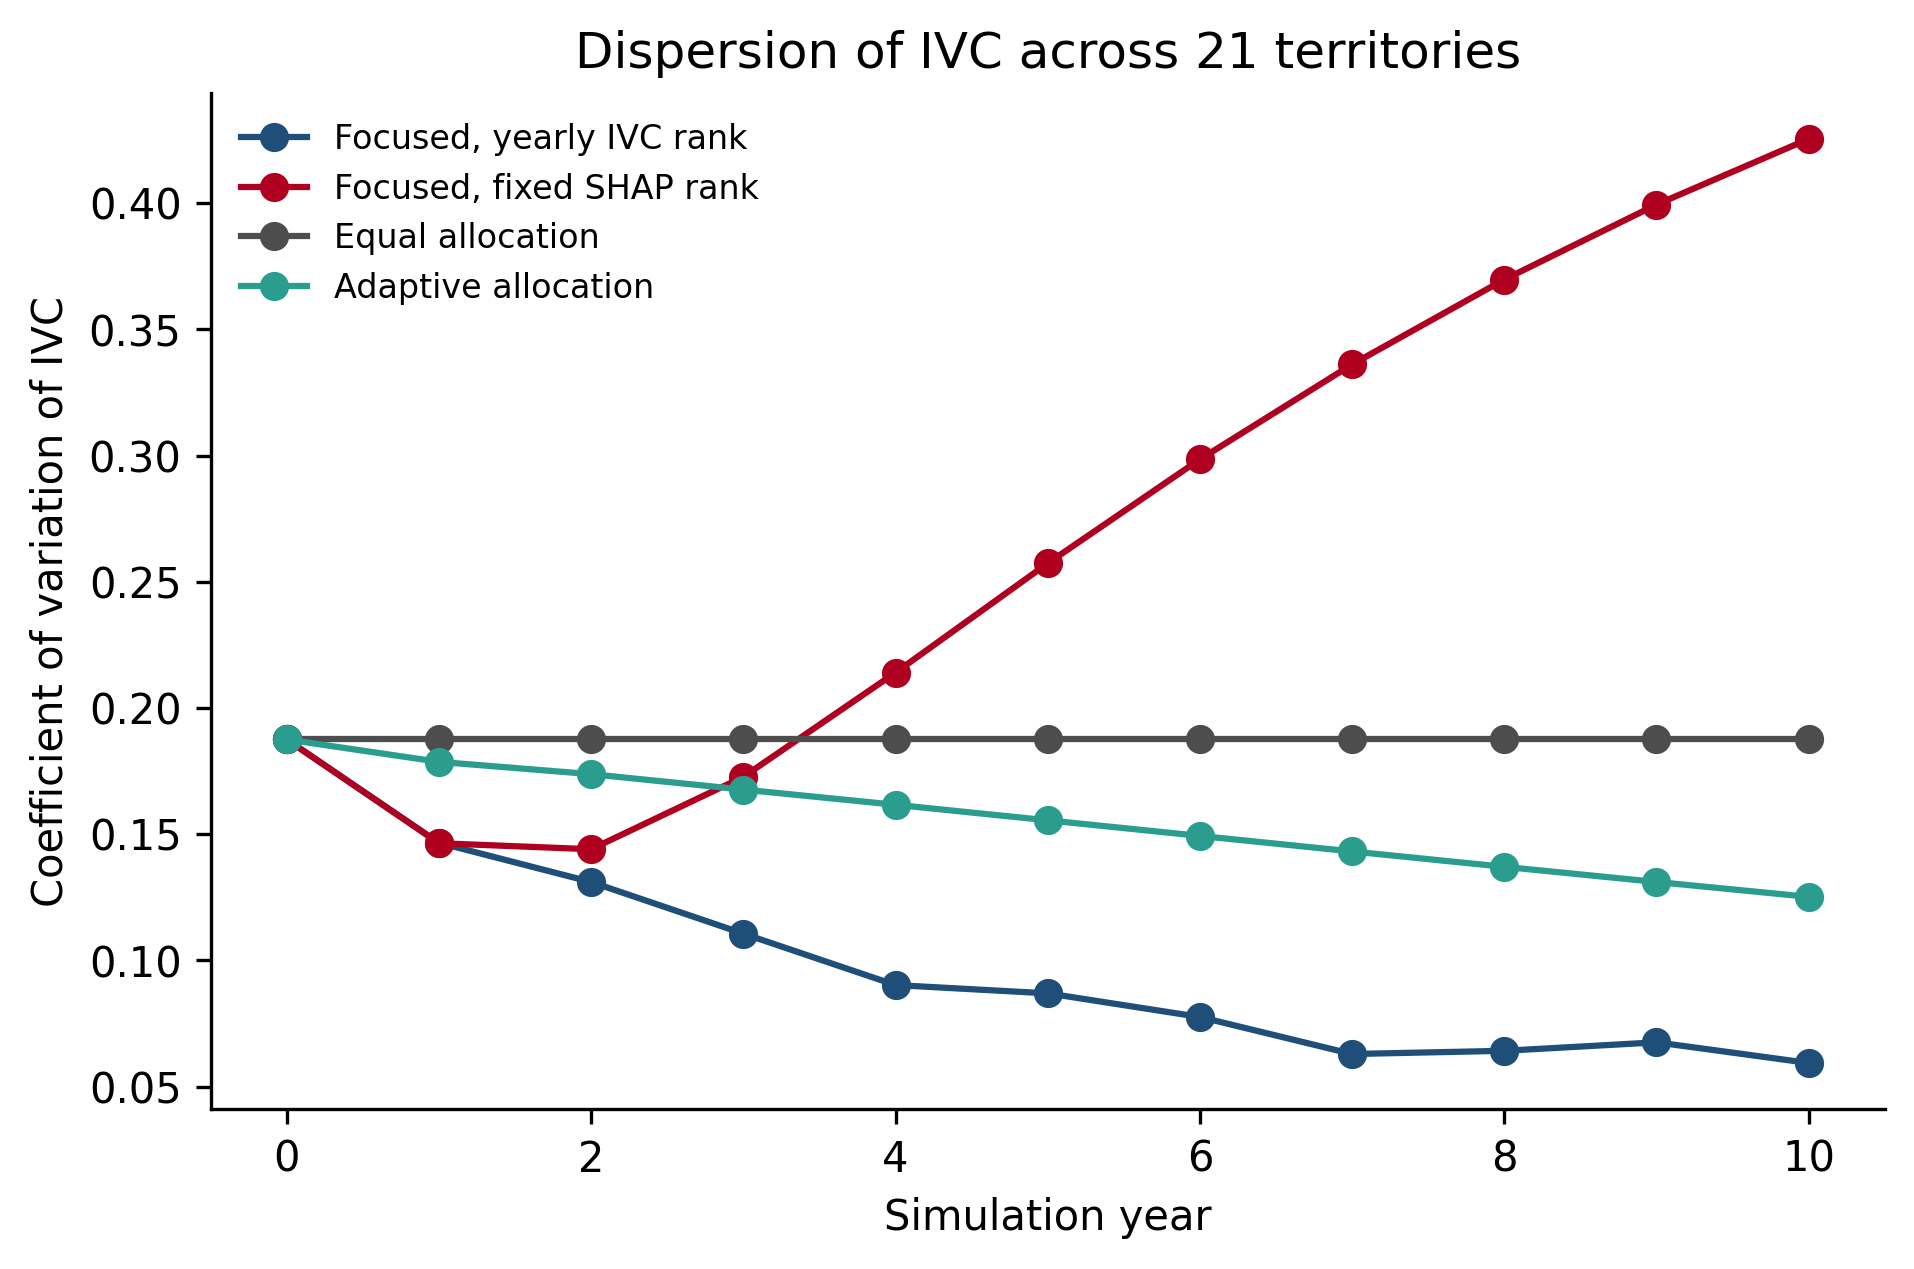 Dispersion of IVC across 21 territories
Focused, yearly IVC rank
Focused, fixed SHAP rank
Equal allocation
Adaptive allocation
Coefficient of variation of IVC
0.40
0.35
0.30
0.25
0.20
0.15
0.10
0.05
0 2 4 6 8 10
Simulation year